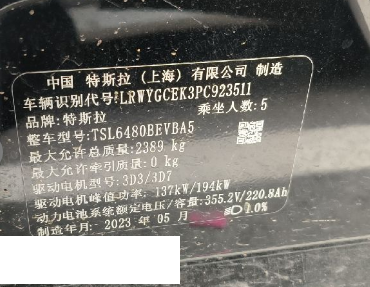 中国 特斯拉（上海）有限公司 制造
车辆识别代号:LRWYGCEK3PC923511
品牌:特斯拉 乘坐人数:5
整车型号:TSL6480BEVBA5
最大允许总质量:2389 kg
最大允许牵引质量:0 kg
驱动电机型号:3D3/3D7
驱动电机峰值功率:137kW/194kW
动力电池系统额定电压/容量:355.2V/220.8Ah
制造年月:2023 年 05 月 1.0%